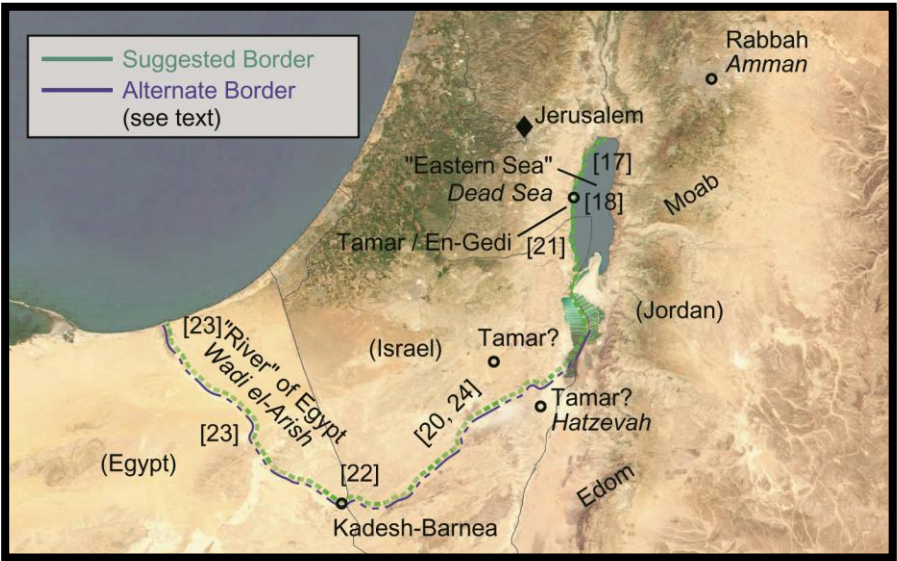 Suggested Border
Alternate Border
(see text)
Rabbah
Amman
Jerusalem
"Eastern Sea"
Dead Sea
[17]
[18]
Moab
Tamar / En-Gedi
[21]
(Jordan)
[23]
"River" of Egypt
Wadi el-Arish
(Israel)
Tamar?
Tamar?
Hatzevah
[20, 24]
[23]
(Egypt)
[22]
Edom
Kadesh-Barnea